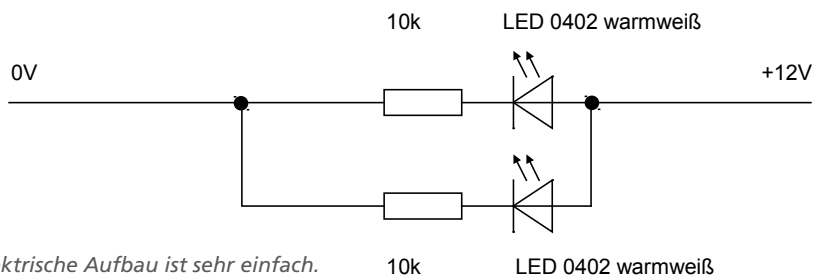 10k LED 0402 warmweiß
0V +12V
ktrische Aufbau ist sehr einfach.
10k LED 0402 warmweiß